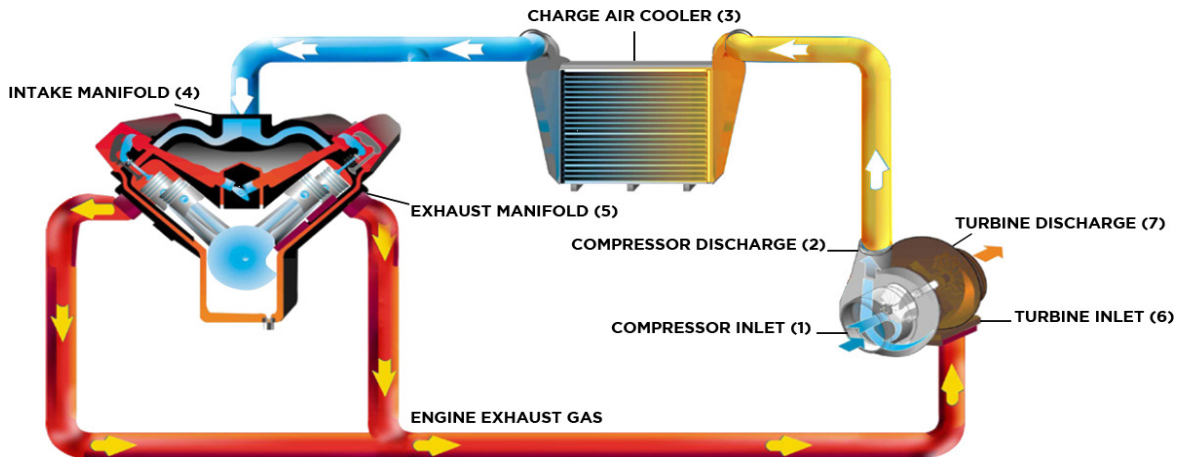 CHARGE AIR COOLER (3)
INTAKE MANIFOLD (4)
EXHAUST MANIFOLD (5)
TURBINE DISCHARGE (7)
COMPRESSOR DISCHARGE (2)
COMPRESSOR INLET (1)
TURBINE INLET (6)
ENGINE EXHAUST GAS